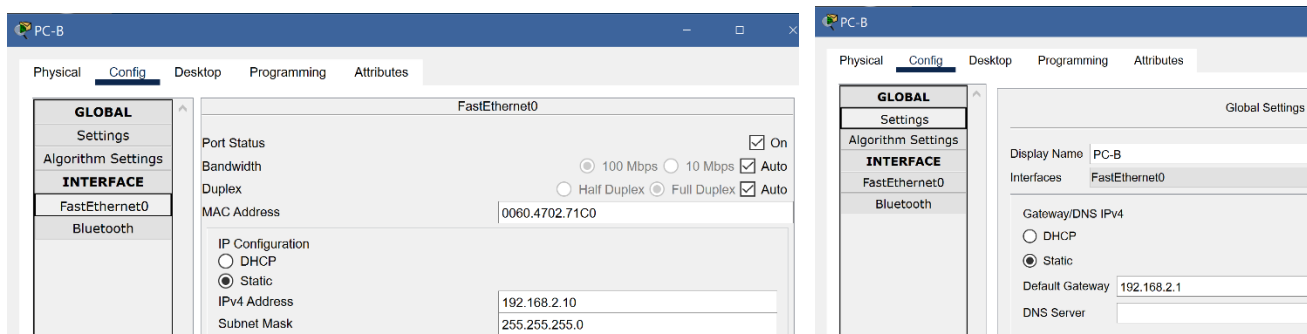 PC-B
Physical Config Desktop Programming Attributes
GLOBAL
Settings
Algorithm Settings
INTERFACE
FastEthernet0
Bluetooth
FastEthernet0
Port Status On
Bandwidth 100 Mbps 10 Mbps Auto
Duplex Half Duplex Full Duplex Auto
MAC Address 0060.4702.71C0
IP Configuration
DHCP
Static
IPv4 Address 192.168.2.10
Subnet Mask 255.255.255.0
PC-B
Physical Config Desktop Programming Attributes
GLOBAL
Settings
Algorithm Settings
INTERFACE
FastEthernet0
Bluetooth
Global Settings
Display Name PC-B
Interfaces FastEthernet0
Gateway/DNS IPv4
DHCP
Static
Default Gateway 192.168.2.1
DNS Server